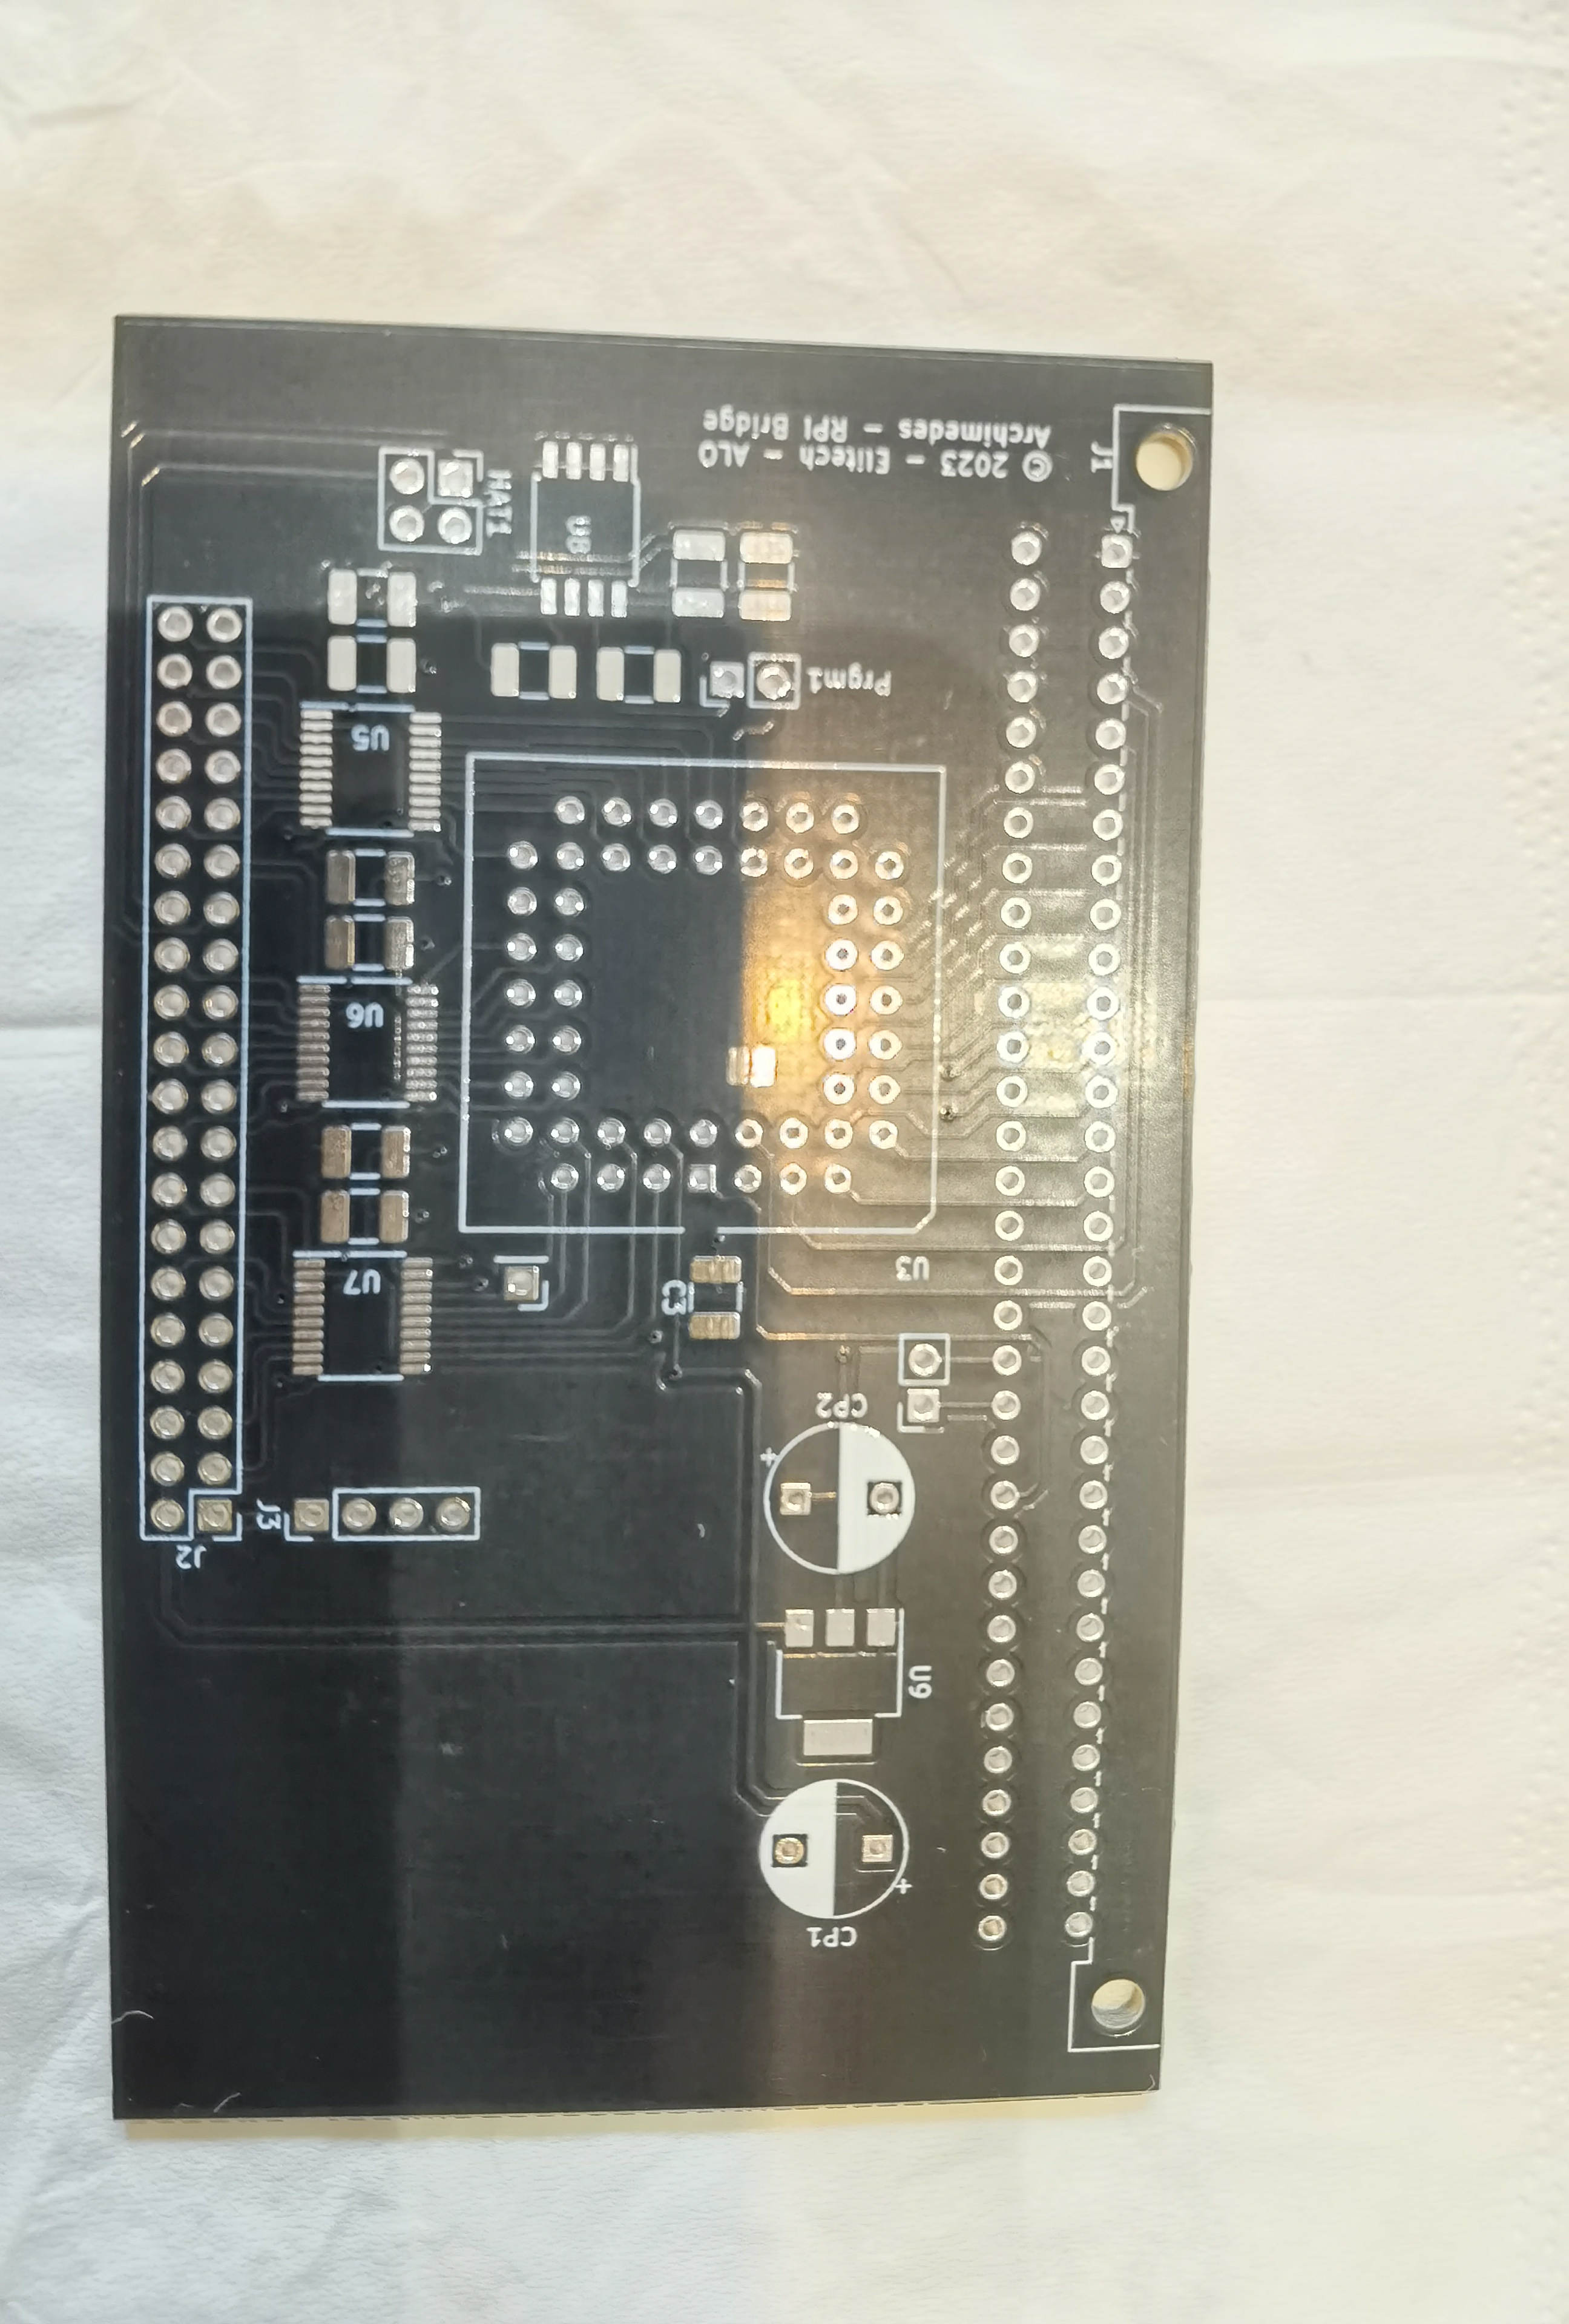 © 2023 - Elitech - ALO
Archimedes - RPI Bridge
J1
HAT1
U8
Prgm1
U5
U6
U7
U3
C3
CP2
J3
J2
U9
CP1